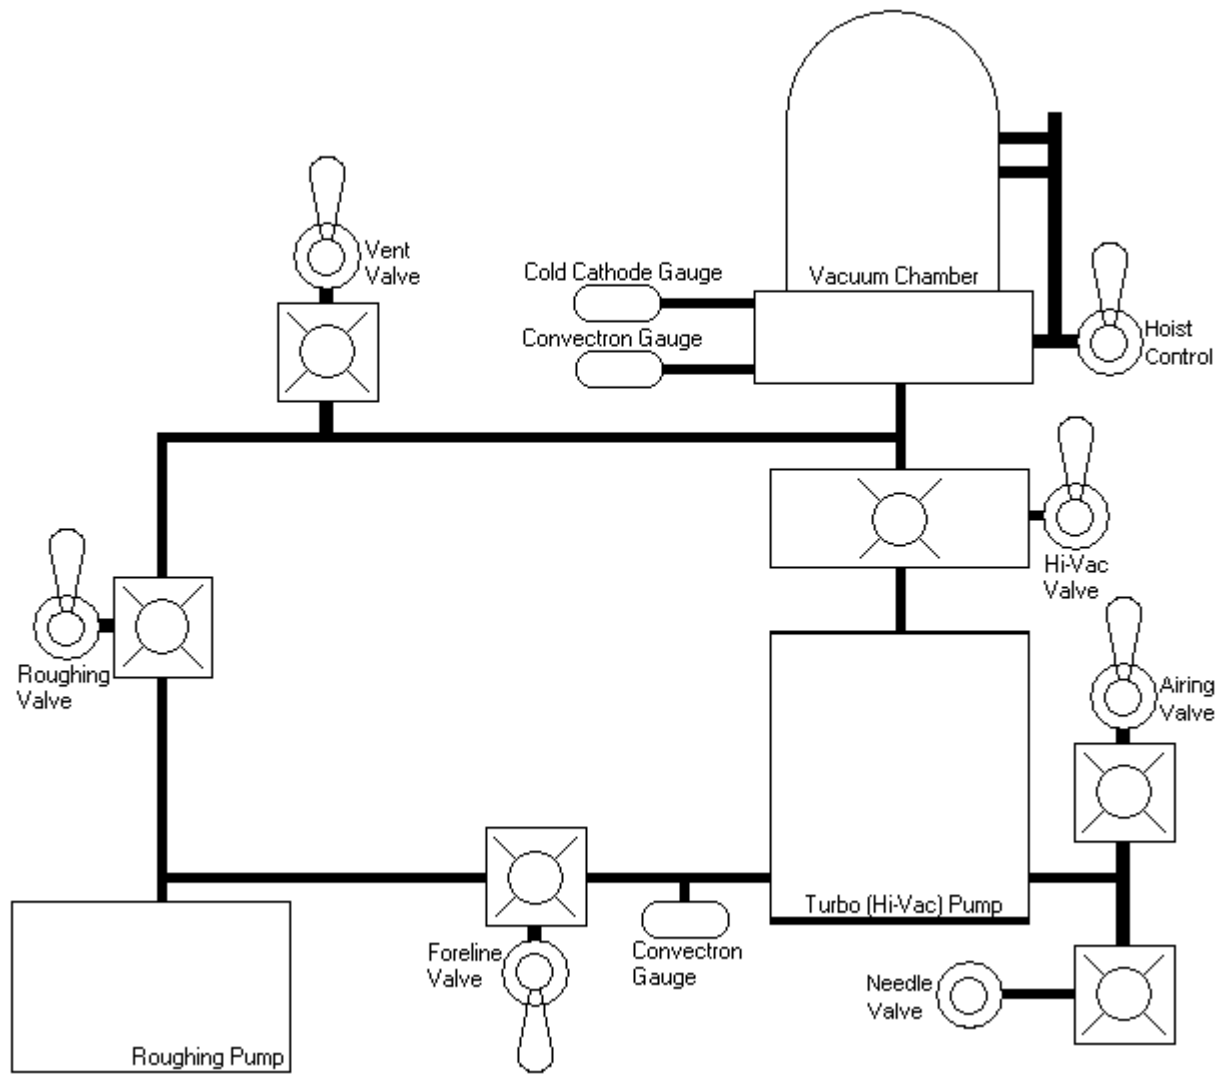 Vent
Valve
Cold Cathode Gauge
Vacuum Chamber
Convectron Gauge
Hoist
Control
Hi-Vac
Valve
Roughing
Valve
Airing
Valve
Turbo (Hi-Vac) Pump
Foreline
Valve
Convectron
Gauge
Needle
Valve
Roughing Pump